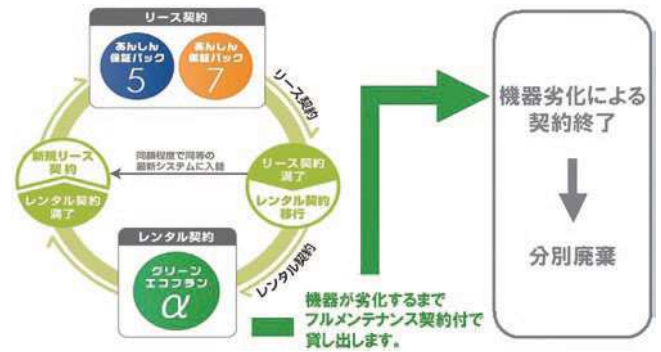 リース契約
あんしん
保証パック
5
あんしん
保証パック
7
リース契約
新規リース
契約
レンタル契約
満了
同額程度で同等の
最新システムに入替
リース契約
満了
レンタル契約
移行
レンタル契約
レンタル契約
グリーン
エコプラン
α
機器が劣化するまで
フルメンテナンス契約付で
貸し出します。
機器劣化による
契約終了
分別廃棄